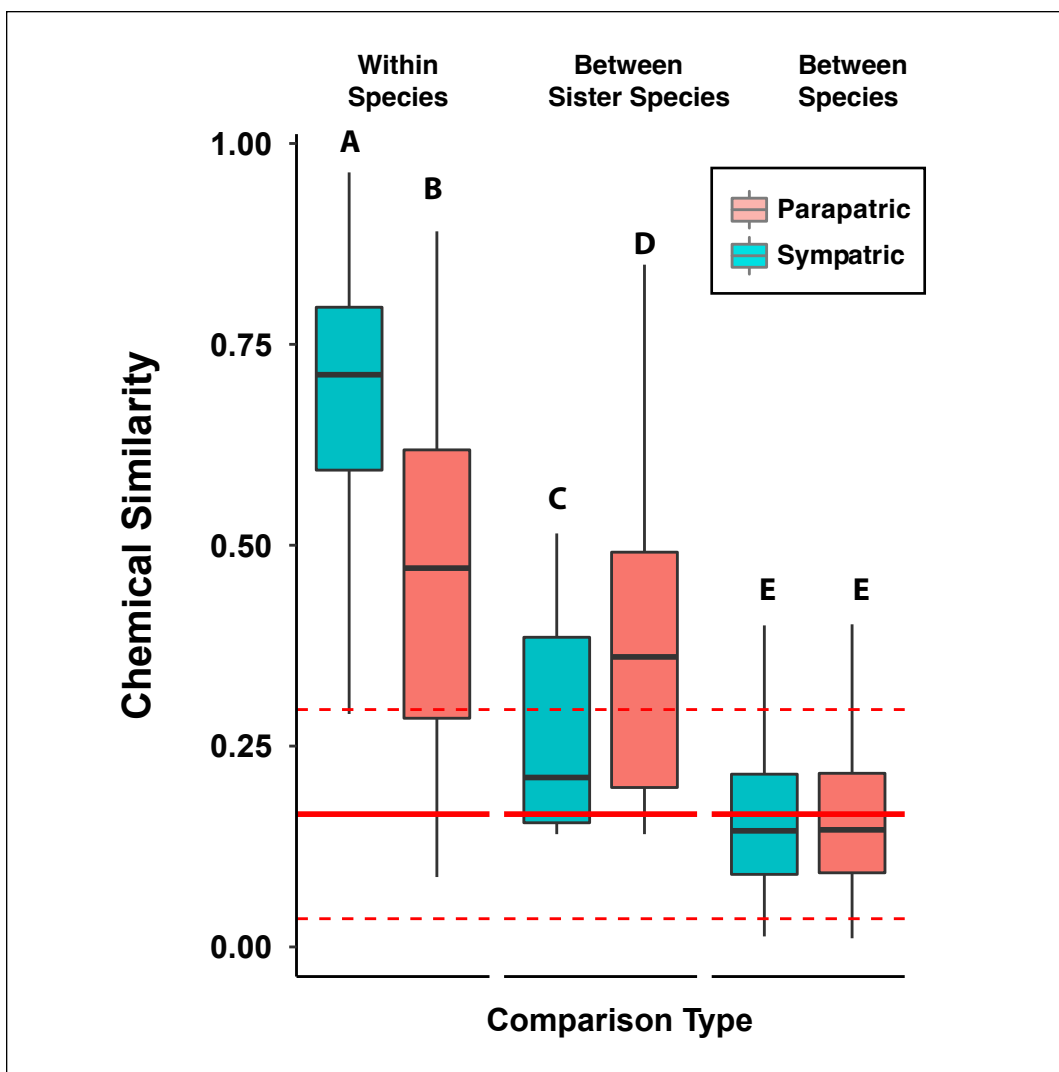 Within
Species
Between
Sister Species
Between
Species
1.00
0.75
0.50
0.25
0.00
A
B
C
D
E
E
Parapatric
Sympatric
Chemical Similarity
Comparison Type